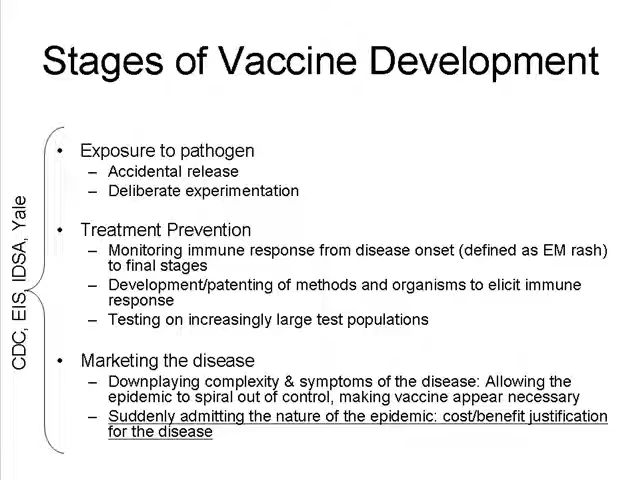 Stages of Vaccine Development
CDC, EIS, IDSA, Yale
• Exposure to pathogen
– Accidental release
– Deliberate experimentation
• Treatment Prevention
– Monitoring immune response from disease onset (defined as EM rash)
to final stages
– Development/patenting of methods and organisms to elicit immune
response
– Testing on increasingly large test populations
• Marketing the disease
– Downplaying complexity & symptoms of the disease: Allowing the
epidemic to spiral out of control, making vaccine appear necessary
– Suddenly admitting the nature of the epidemic: cost/benefit justification
for the disease